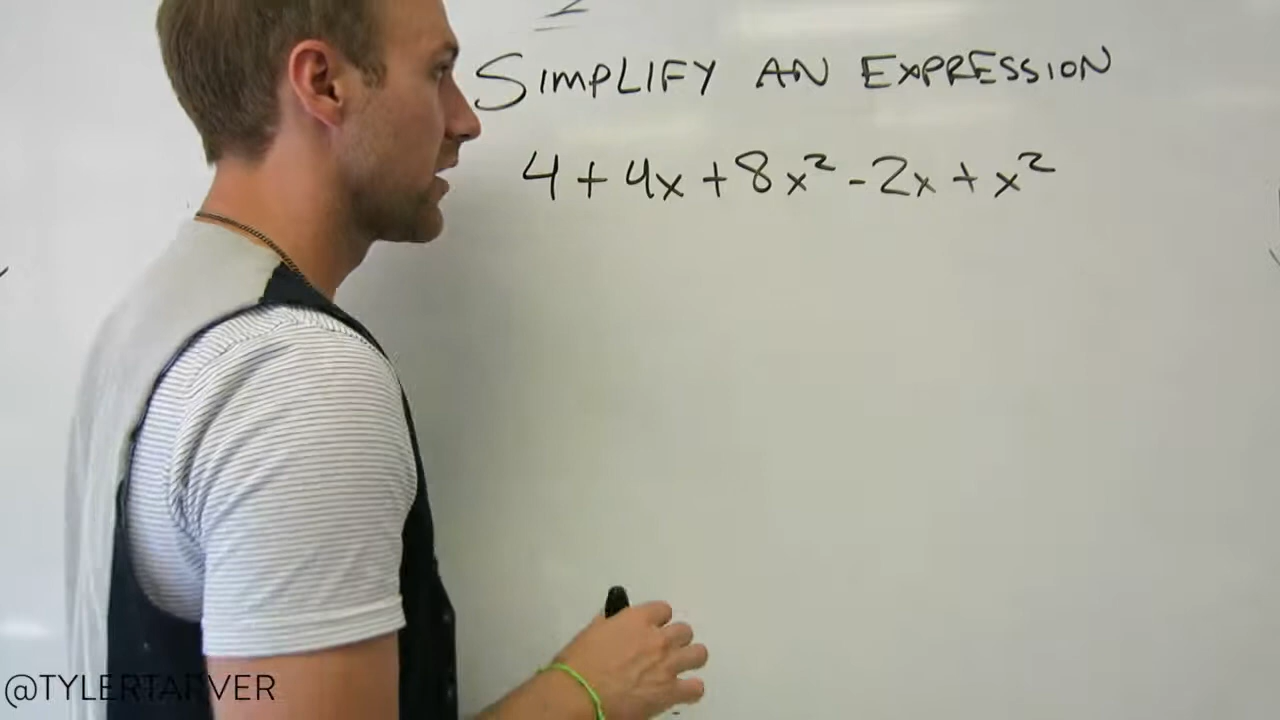 SIMPLIFY AN EXPRESSION
4 + 4x + 8x² - 2x + x²
@TYLERTARVER